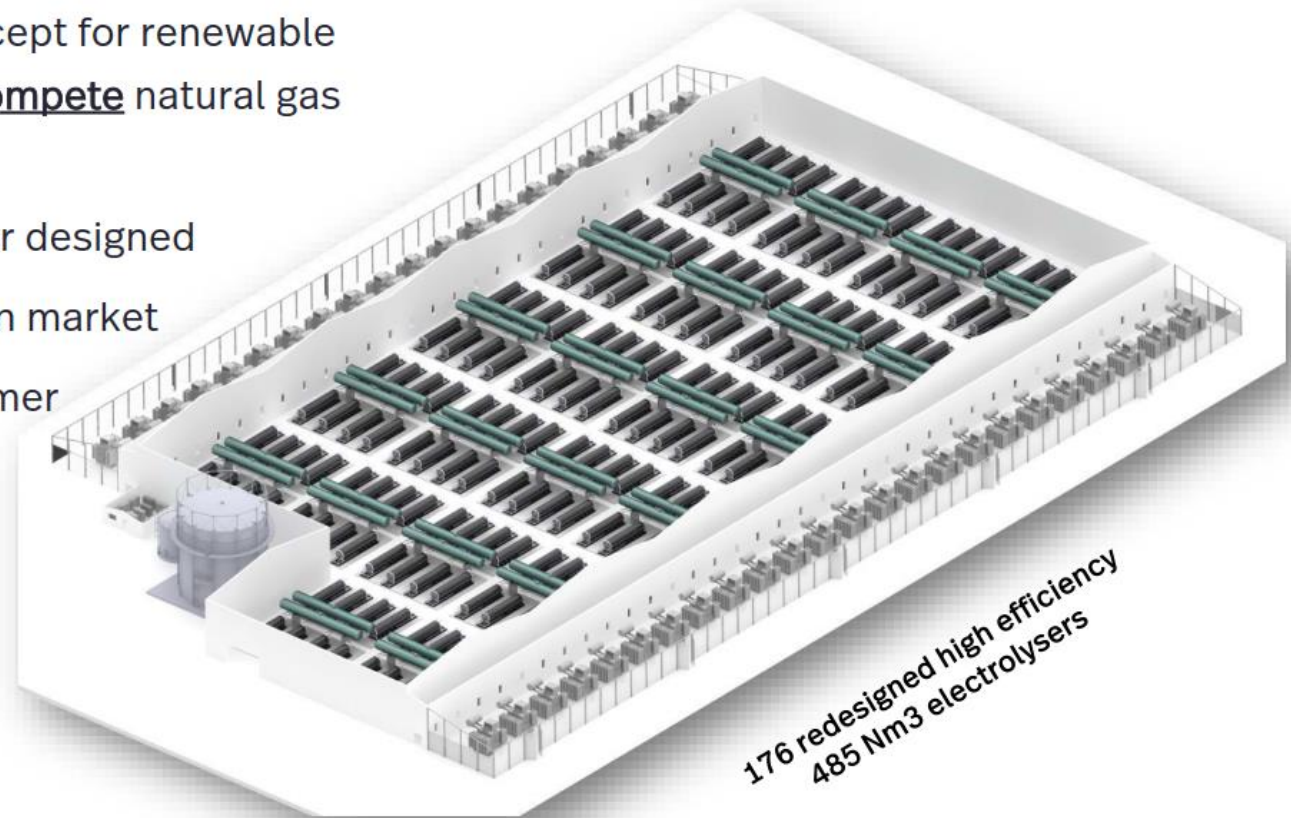 cept for renewable
ompete natural gas
r designed
n market
mer
176 redesigned high efficiency
485 Nm3 electrolysers